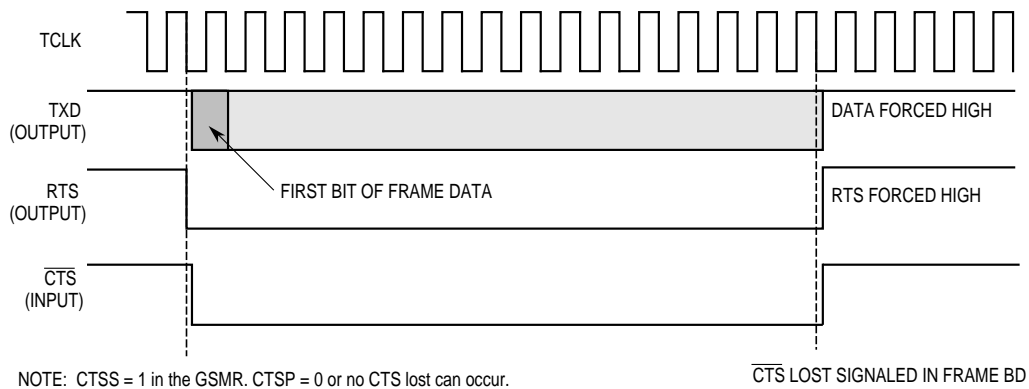 TCLK
TXD
(OUTPUT)
DATA FORCED HIGH
FIRST BIT OF FRAME DATA
RTS
(OUTPUT)
RTS FORCED HIGH
CTS
(INPUT)
NOTE: CTSS = 1 in the GSMR. CTSP = 0 or no CTS lost can occur.
CTS LOST SIGNALED IN FRAME BD